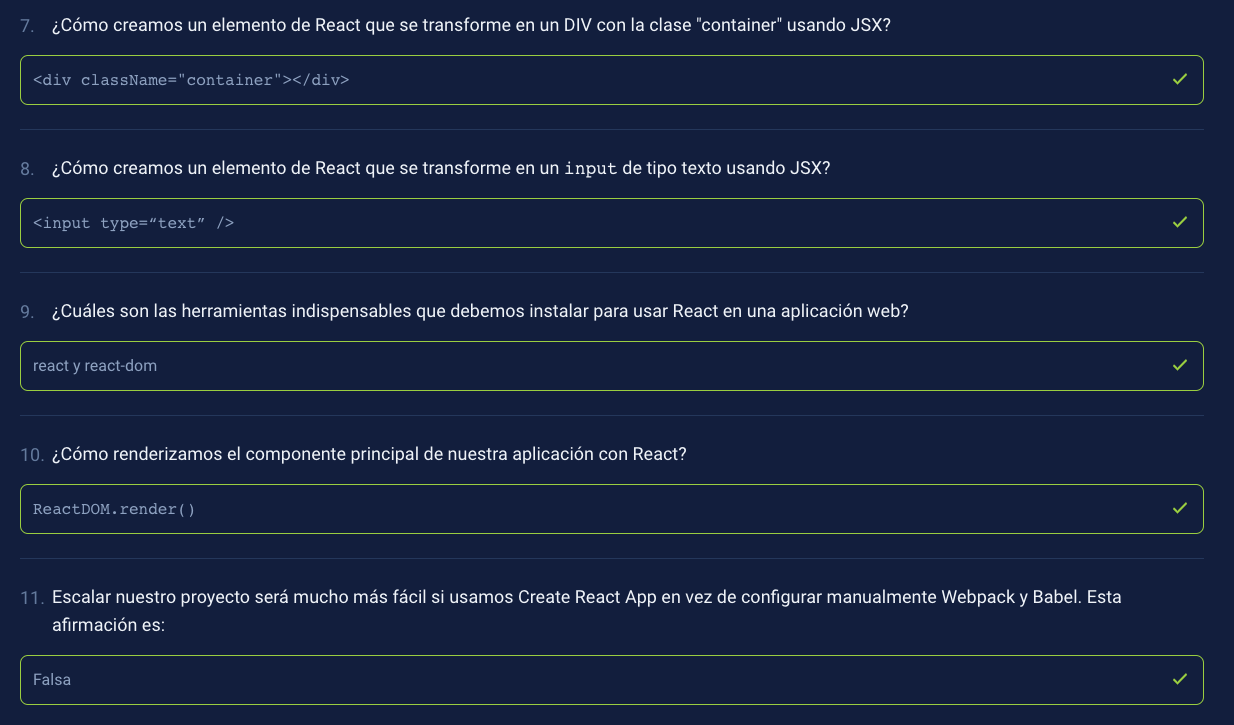 7. ¿Cómo creamos un elemento de React que se transforme en un DIV con la clase "container" usando JSX?
<div className="container"></div>
8. ¿Cómo creamos un elemento de React que se transforme en un input de tipo texto usando JSX?
<input type=“text” />
9. ¿Cuáles son las herramientas indispensables que debemos instalar para usar React en una aplicación web?
react y react-dom
10. ¿Cómo renderizamos el componente principal de nuestra aplicación con React?
ReactDOM.render()
11. Escalar nuestro proyecto será mucho más fácil si usamos Create React App en vez de configurar manualmente Webpack y Babel. Esta
afirmación es:
Falsa